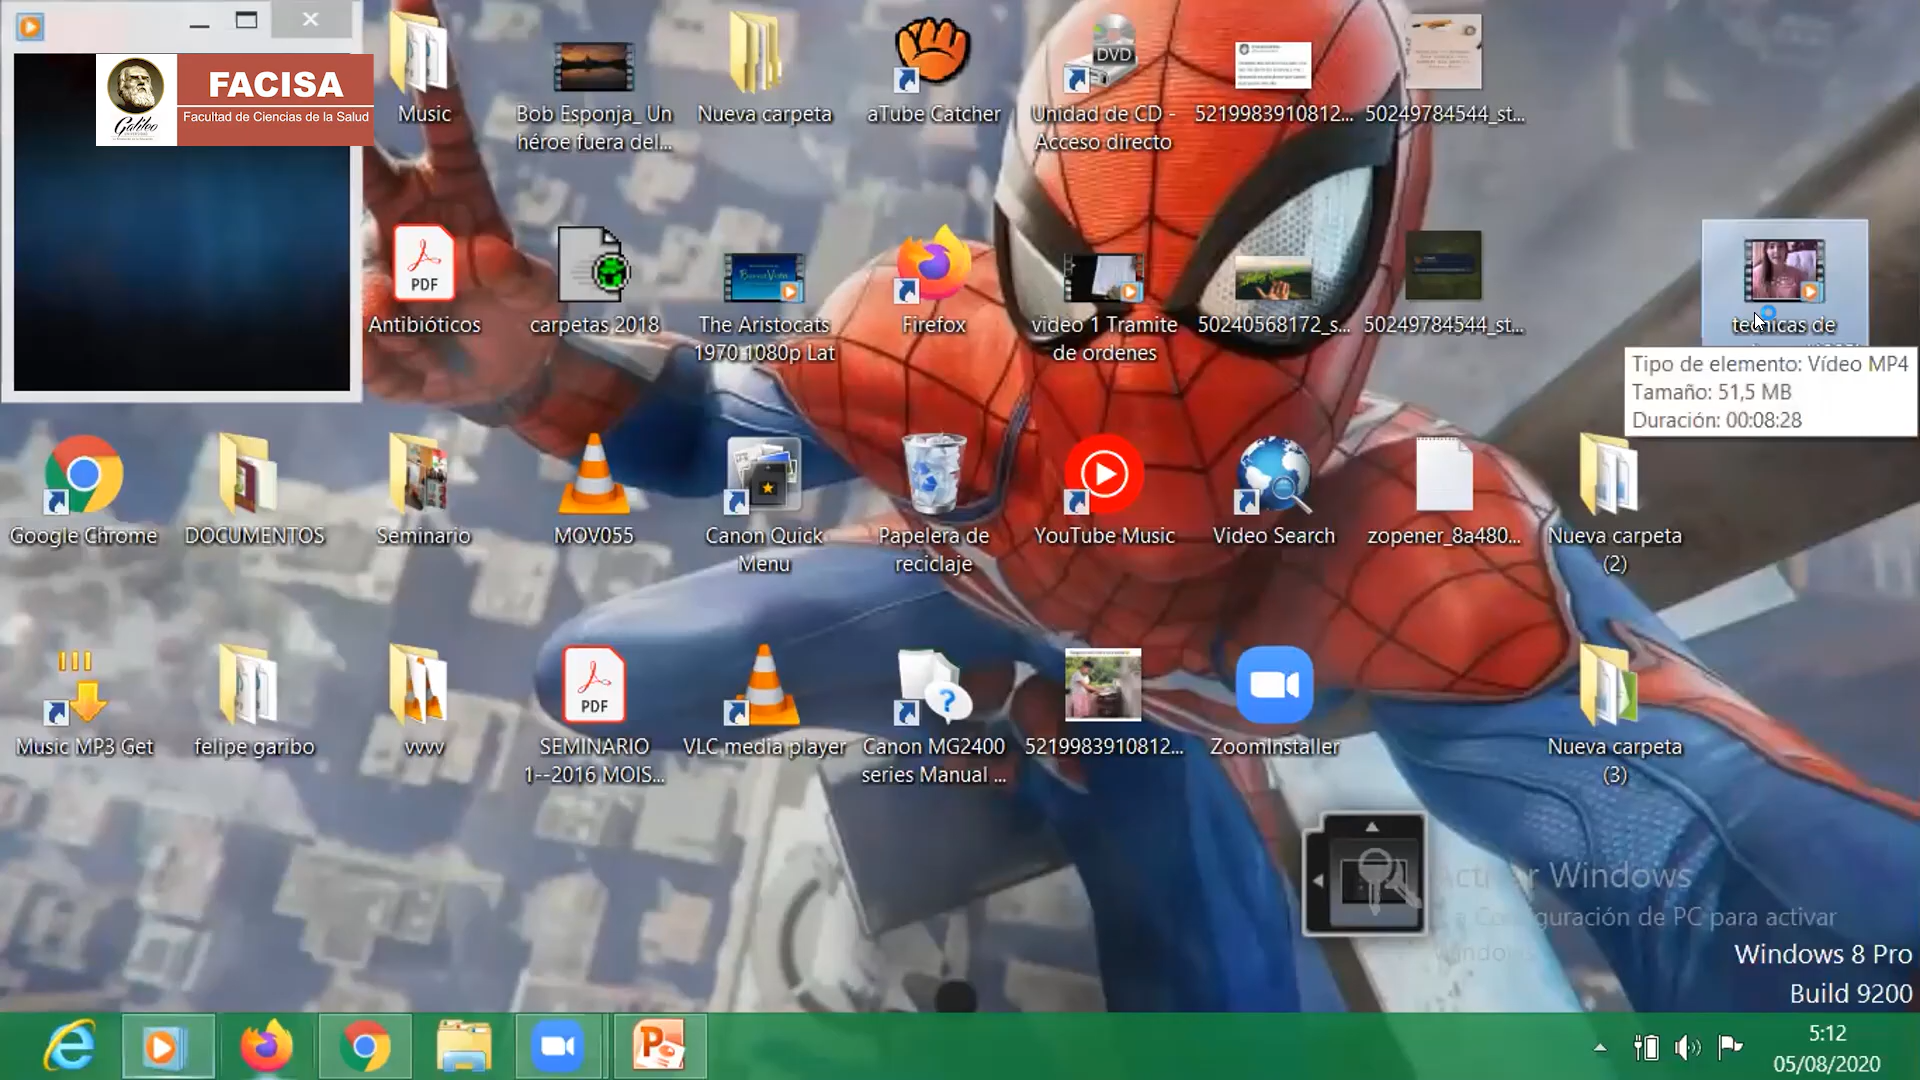 FACISA
Facultad de Ciencias de la Salud
Galileo
Music
Bob Esponja_ Un
héroe fuera del...
Nueva carpeta
aTube Catcher
DVD
Unidad de CD -
Acceso directo
5219983910812...
50249784544_st...
PDF
Antibióticos
carpetas 2018
The Aristocats
1970 1080p Lat
Firefox
video 1 Tramite
de ordenes
50240568172_s...
50249784544_st...
tecnicas de
Tipo de elemento: Vídeo MP4
Tamaño: 51,5 MB
Duración: 00:08:28
Google Chrome
DOCUMENTOS
Seminario
MOV055
Canon Quick
Menu
Papelera de
reciclaje
YouTube Music
Video Search
zopener_8a480...
Nueva carpeta
(2)
Music MP3 Get
felipe garibo
vvvv
PDF
SEMINARIO
1--2016 MOIS...
VLC media player
Canon MG2400
series Manual ...
5219983910812...
ZoomInstaller
Nueva carpeta
(3)
Windows
Configuración de PC para activar
Windows
Windows 8 Pro
Build 9200
5:12
05/08/2020